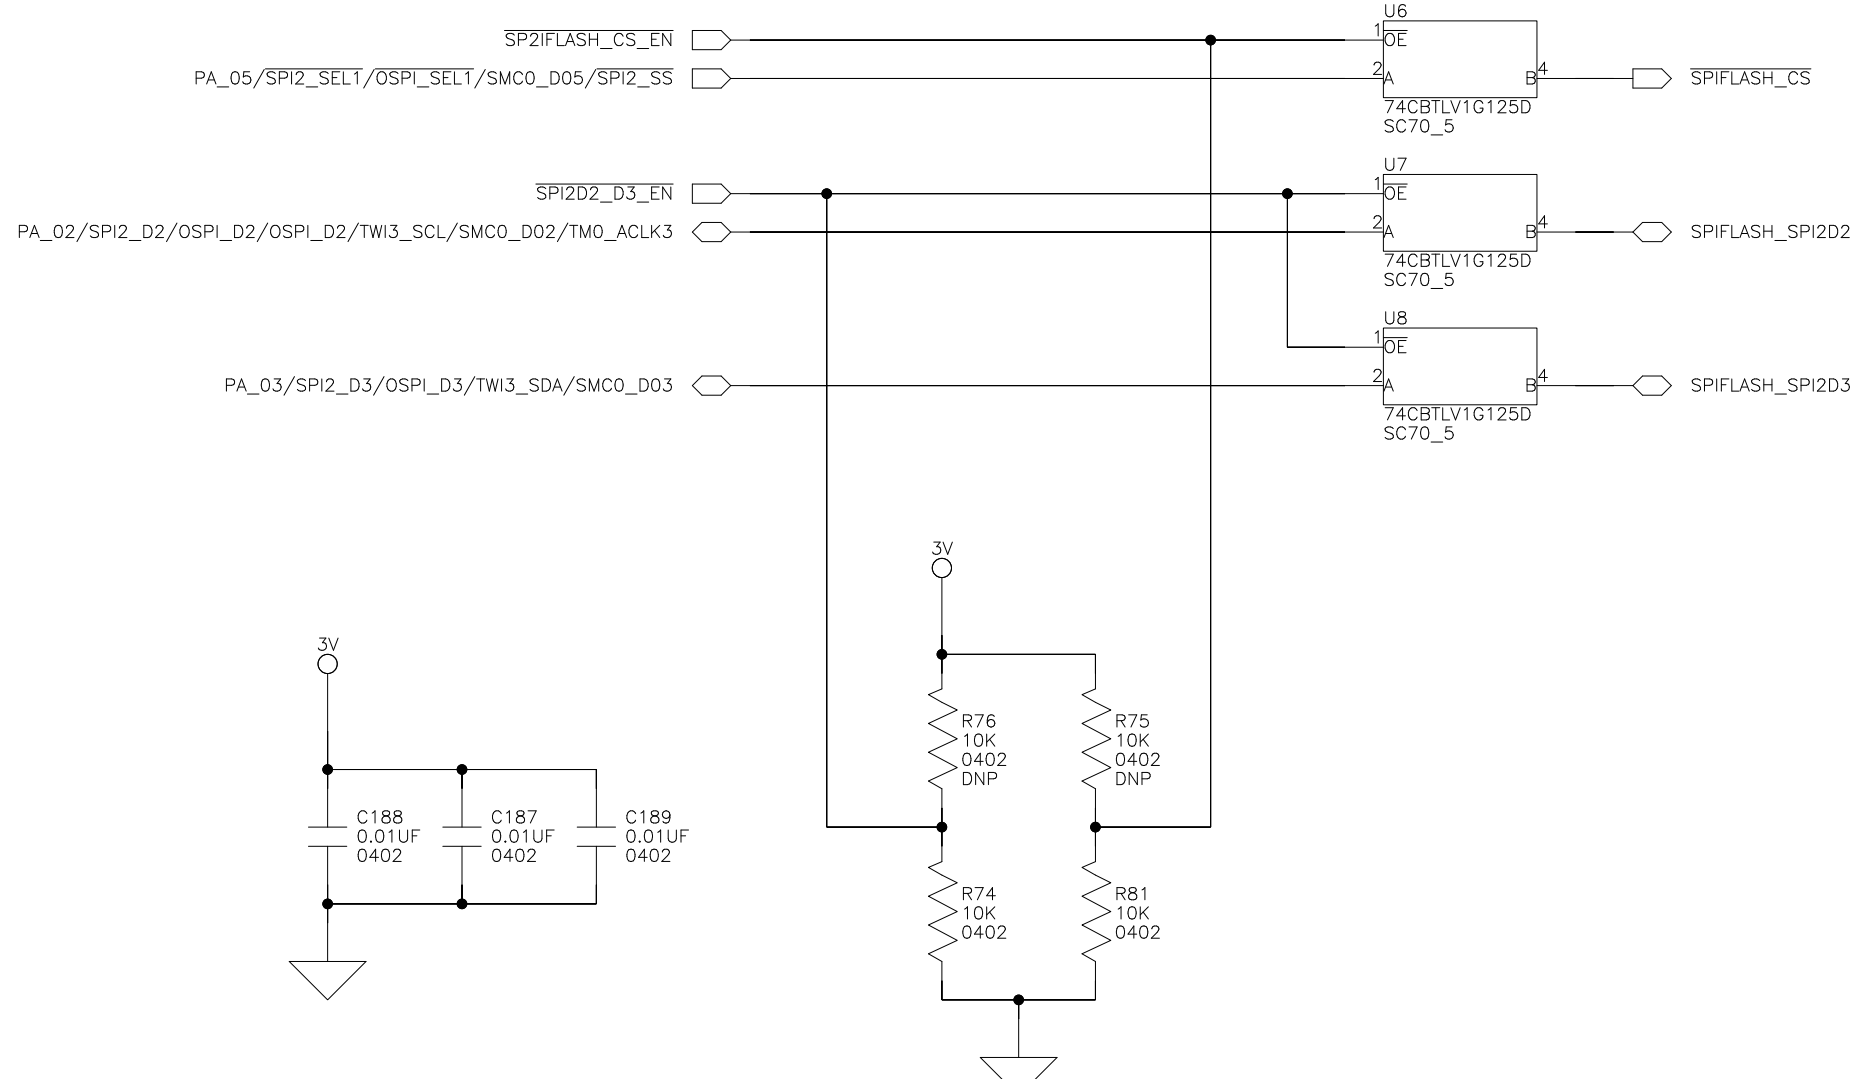 U6
SP2IFLASH_CS_EN
1
OE
PA_05/SPI2_SEL1/OSPI_SEL1/SMC0_D05/SPI2_SS
2
A
B
4
SPIFLASH_CS
74CBTLV1G125D
SC70_5
U7
SPI2D2_D3_EN
1
OE
PA_02/SPI2_D2/OSPI_D2/OSPI_D2/TWI3_SCL/SMC0_D02/TM0_ACLK3
2
A
B
4
SPIFLASH_SPI2D2
74CBTLV1G125D
SC70_5
U8
1
OE
PA_03/SPI2_D3/OSPI_D3/TWI3_SDA/SMC0_D03
2
A
B
4
SPIFLASH_SPI2D3
74CBTLV1G125D
SC70_5
3V
3V
R76
10K
0402
DNP
R75
10K
0402
DNP
C188
0.01UF
0402
C187
0.01UF
0402
C189
0.01UF
0402
R74
10K
0402
R81
10K
0402